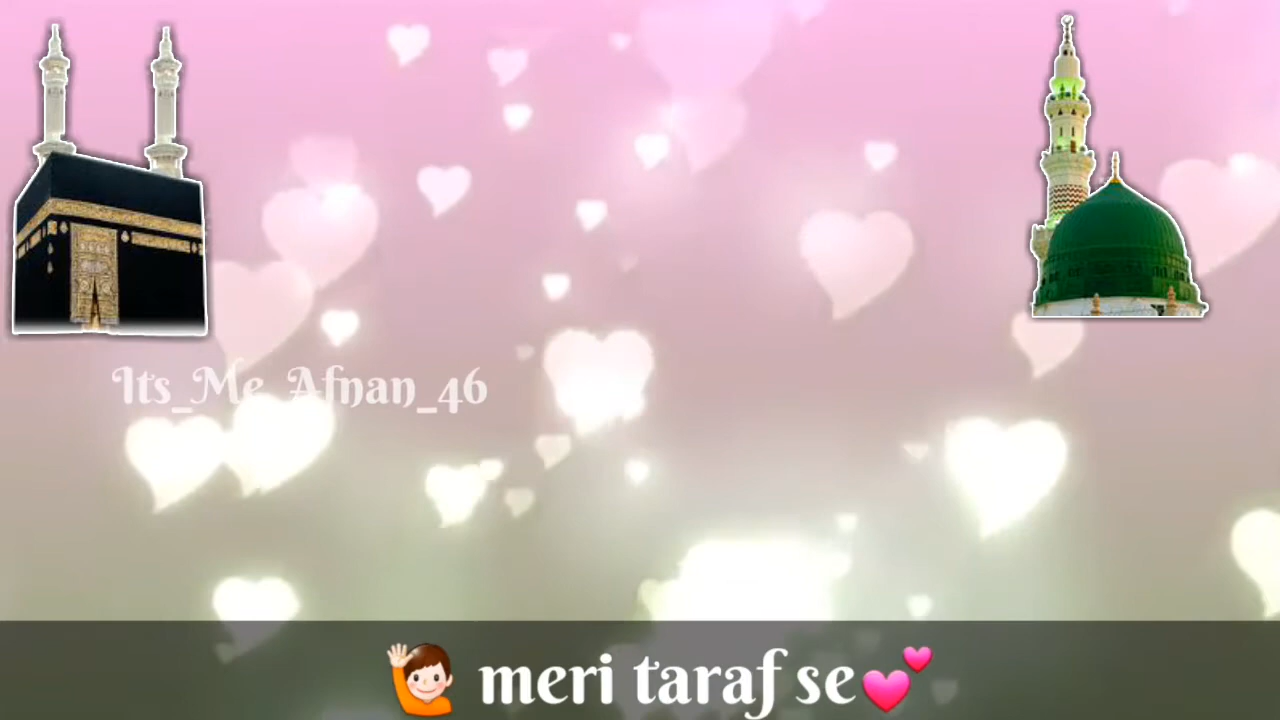 Its_Me_Afnan_46
🙋 meri taraf se💕